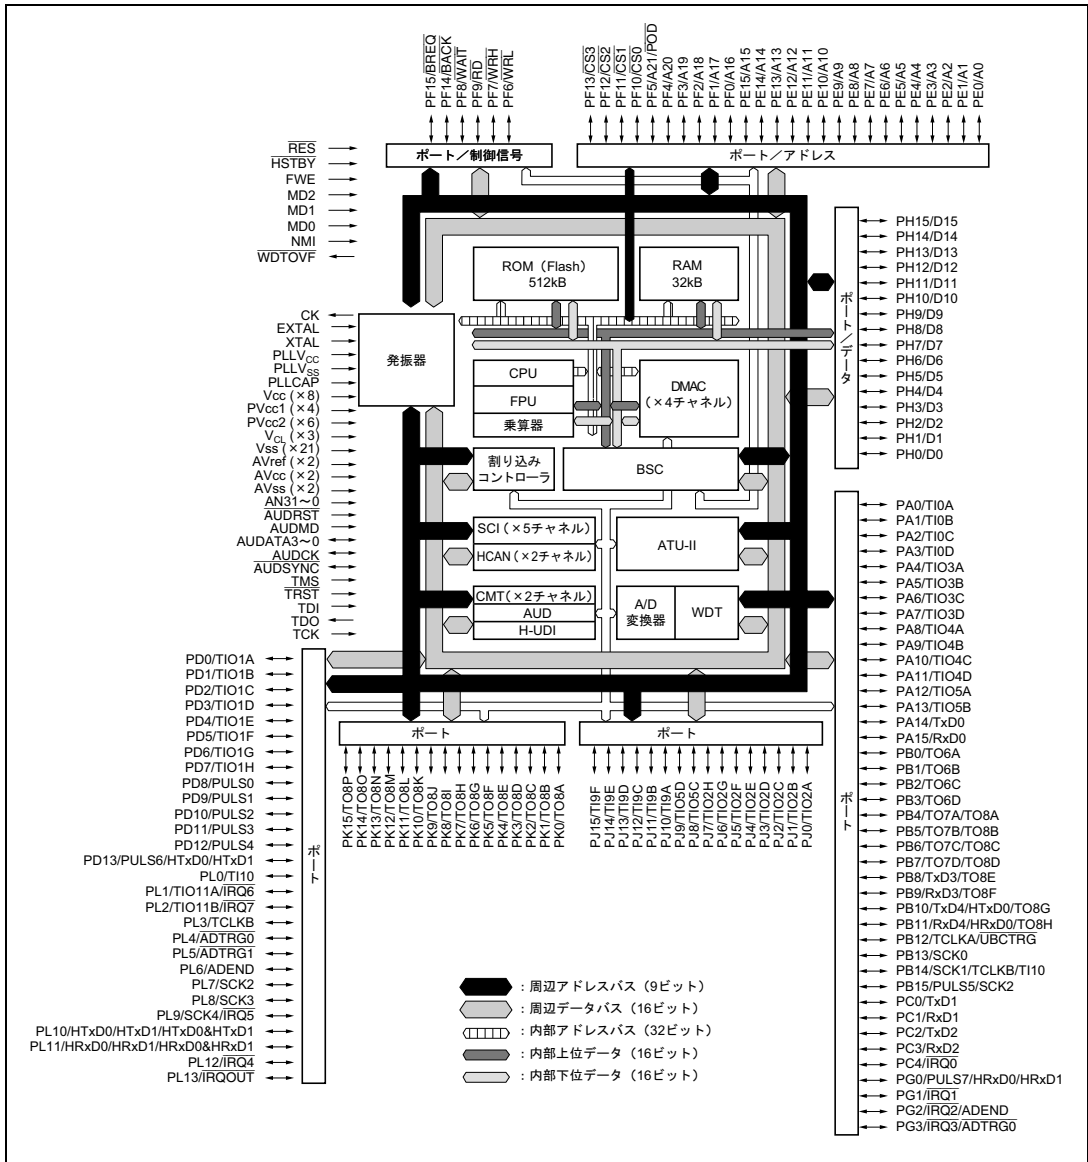 PF15/BREQ
PF14/BACK
PF8/WAIT
PF9/RD
PF7/WRH
PF6/WRL
PF13/CS3
PF12/CS2
PF11/CS1
PF10/CS0
PF5/A21/POD
PF4/A20
PF3/A19
PF2/A18
PF1/A17
PF0/A16
PE15/A15
PE14/A14
PE13/A13
PE12/A12
PE11/A11
PE10/A10
PE9/A9
PE8/A8
PE7/A7
PE6/A6
PE5/A5
PE4/A4
PE3/A3
PE2/A2
PE1/A1
PE0/A0
ポート/制御信号
ポート/アドレス
RES
HSTBY
FWE
MD2
MD1
MD0
NMI
WDTOVF
CK
EXTAL
XTAL
PLLVCC
PLLVSS
PLLCAP
Vcc (×8)
PVcc1 (×4)
PVcc2 (×6)
VCL (×3)
Vss (×21)
AVref (×2)
AVcc (×2)
AVss (×2)
AN31~0
AUDRST
AUDMD
AUDATA3~0
AUDCK
AUDSYNC
TMS
TRST
TDI
TDO
TCK
発振器
ROM(Flash)
512kB
RAM
32kB
CPU
FPU
乗算器
DMAC
(×4チャネル)
割り込み
コントローラ
BSC
SCI(×5チャネル)
HCAN(×2チャネル)
ATU-II
CMT(×2チャネル)
AUD
H-UDI
A/D
変換器
WDT
ポート/データ
PH15/D15
PH14/D14
PH13/D13
PH12/D12
PH11/D11
PH10/D10
PH9/D9
PH8/D8
PH7/D7
PH6/D6
PH5/D5
PH4/D4
PH3/D3
PH2/D2
PH1/D1
PH0/D0
ポート
PA0/TI0A
PA1/TI0B
PA2/TI0C
PA3/TI0D
PA4/TIO3A
PA5/TIO3B
PA6/TIO3C
PA7/TIO3D
PA8/TIO4A
PA9/TIO4B
PA10/TIO4C
PA11/TIO4D
PA12/TIO5A
PA13/TIO5B
PA14/TxD0
PA15/RxD0
PB0/TO6A
PB1/TO6B
PB2/TO6C
PB3/TO6D
PB4/TO7A/TO8A
PB5/TO7B/TO8B
PB6/TO7C/TO8C
PB7/TO7D/TO8D
PB8/TxD3/TO8E
PB9/RxD3/TO8F
PB10/TxD4/HTxD0/TO8G
PB11/RxD4/HRxD0/TO8H
PB12/TCLKA/UBCTRG
PB13/SCK0
PB14/SCK1/TCLKB/TI10
PB15/PULS5/SCK2
PC0/TxD1
PC1/RxD1
PC2/TxD2
PC3/RxD2
PC4/IRQ0
PG0/PULS7/HRxD0/HRxD1
PG1/IRQ1
PG2/IRQ2/ADEND
PG3/IRQ3/ADTRG0
PD0/TIO1A
PD1/TIO1B
PD2/TIO1C
PD3/TIO1D
PD4/TIO1E
PD5/TIO1F
PD6/TIO1G
PD7/TIO1H
PD8/PULS0
PD9/PULS1
PD10/PULS2
PD11/PULS3
PD12/PULS4
PD13/PULS6/HTxD0/HTxD1
PL0/TI10
PL1/TIO11A/IRQ6
PL2/TIO11B/IRQ7
PL3/TCLKB
PL4/ADTRG0
PL5/ADTRG1
PL6/ADEND
PL7/SCK2
PL8/SCK3
PL9/SCK4/IRQ5
PL10/HTxD0/HTxD1/HTxD0&HTxD1
PL11/HRxD0/HRxD1/HRxD0&HRxD1
PL12/IRQ4
PL13/IRQOUT
ポート
ポート
ポート
PK15/TO8P
PK14/TO8O
PK13/TO8N
PK12/TO8M
PK11/TO8L
PK10/TO8K
PK9/TO8J
PK8/TO8I
PK7/TO8H
PK6/TO8G
PK5/TO8F
PK4/TO8E
PK3/TO8D
PK2/TO8C
PK1/TO8B
PK0/TO8A
PJ15/TI9F
PJ14/TI9E
PJ13/TI9D
PJ12/TI9C
PJ11/TI9B
PJ10/TI9A
PJ9/TIO5D
PJ8/TIO5C
PJ7/TIO2H
PJ6/TIO2G
PJ5/TIO2F
PJ4/TIO2E
PJ3/TIO2D
PJ2/TIO2C
PJ1/TIO2B
PJ0/TIO2A
:周辺アドレスバス(9ビット)
:周辺データバス(16ビット)
:内部アドレスバス(32ビット)
:内部上位データ(16ビット)
:内部下位データ(16ビット)